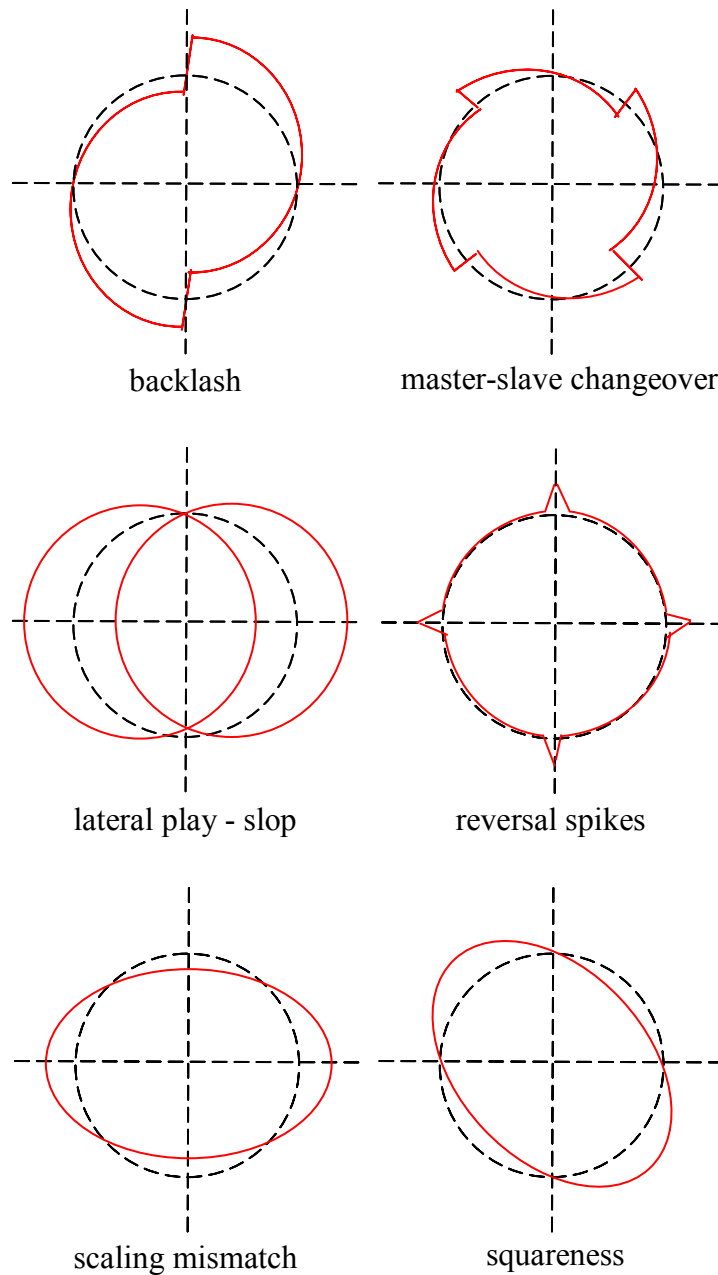 backlash
master-slave changeover
lateral play - slop
reversal spikes
scaling mismatch
squareness